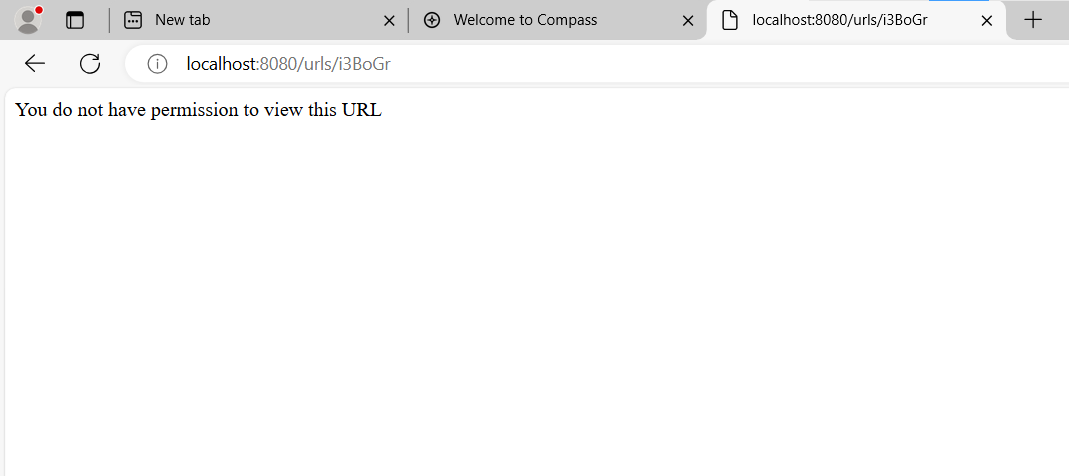 New tab
Welcome to Compass
localhost:8080/urls/i3BoGr
localhost:8080/urls/i3BoGr
You do not have permission to view this URL